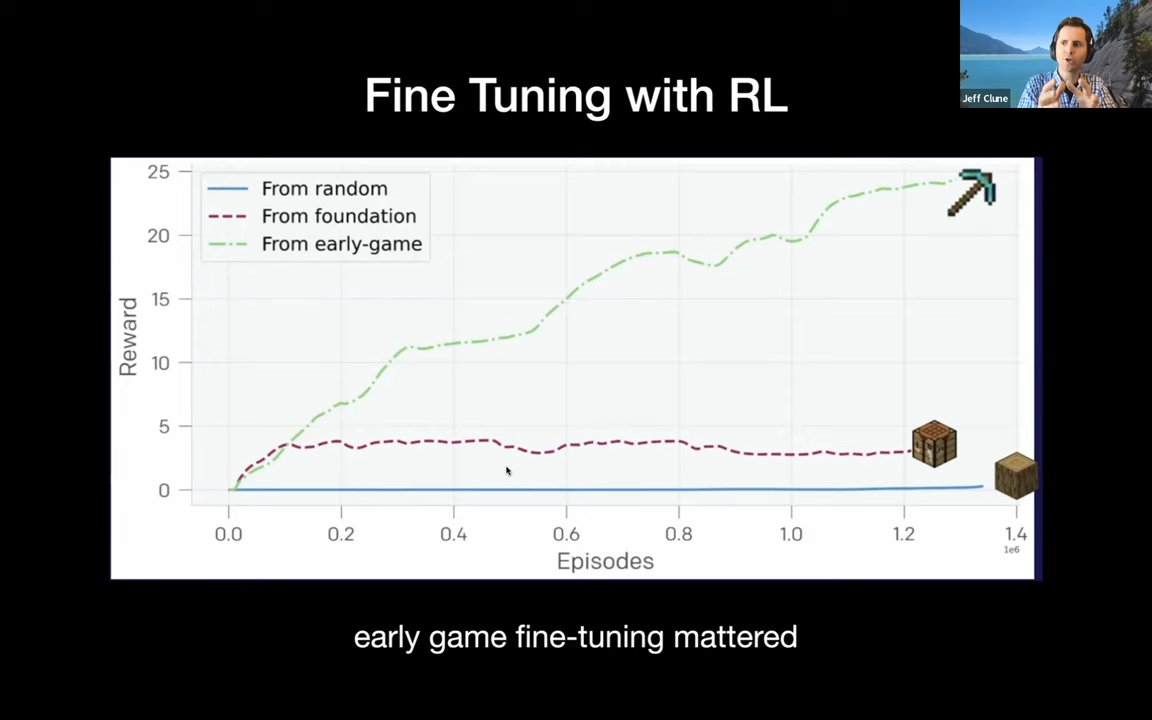 Jeff Clune
Fine Tuning with RL
From random
From foundation
From early-game
Reward
25
20
15
10
5
0
0.0 0.2 0.4 0.6 0.8 1.0 1.2 1.4
1e6
Episodes
early game fine-tuning mattered